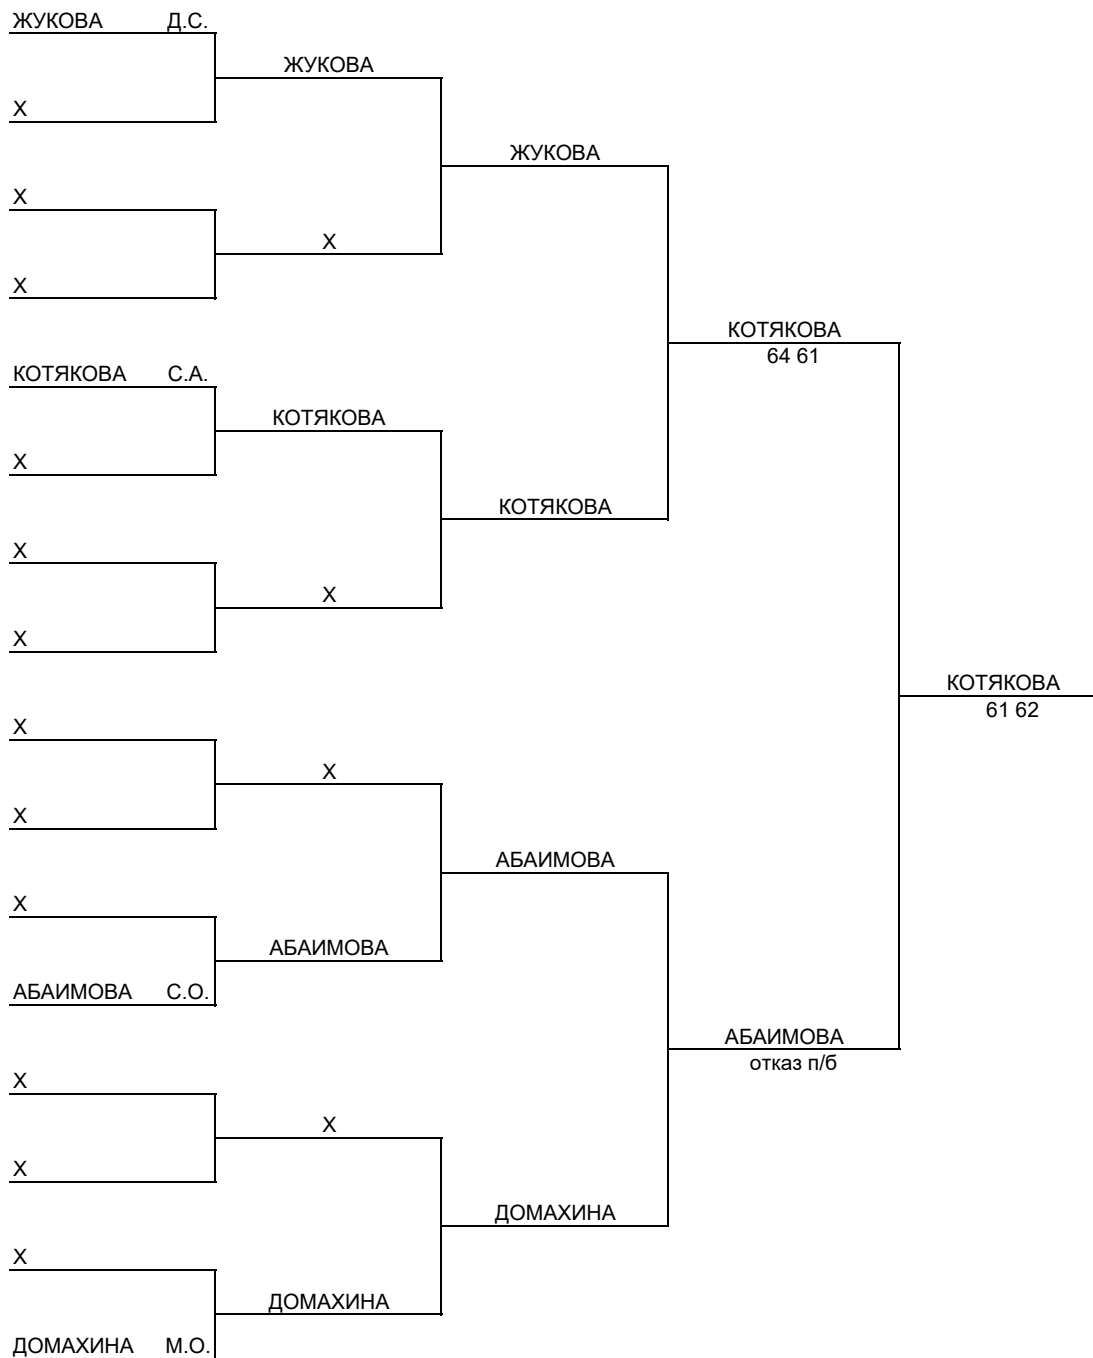 ЖУКОВА Д.С.
ЖУКОВА
Х
ЖУКОВА
Х
Х
Х
КОТЯКОВА
64 61
КОТЯКОВА С.А.
КОТЯКОВА
Х
КОТЯКОВА
Х
Х
Х
КОТЯКОВА
61 62
Х
Х
Х
АБАИМОВА
Х
АБАИМОВА
АБАИМОВА С.О.
АБАИМОВА
отказ п/б
Х
Х
Х
ДОМАХИНА
Х
ДОМАХИНА
ДОМАХИНА М.О.